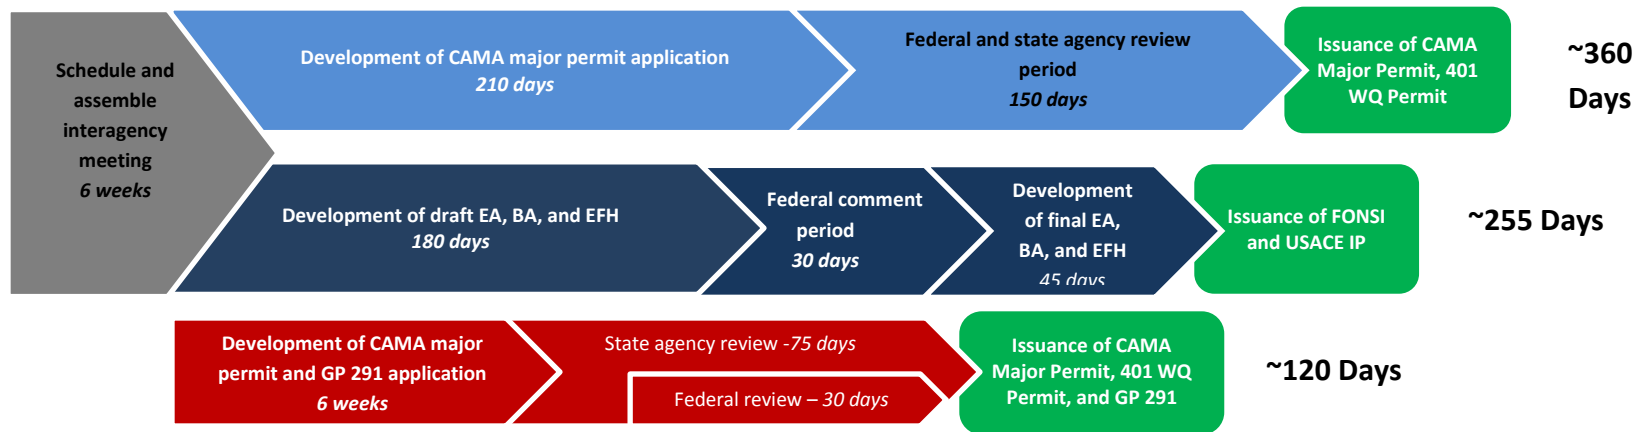 Schedule and
assemble
interagency
meeting
6 weeks
Development of CAMA major permit application
210 days
Federal and state agency review
period
150 days
Issuance of CAMA
Major Permit, 401
WQ Permit
~360
Days
Development of draft EA, BA, and EFH
180 days
Federal comment
period
30 days
Development
of final EA,
BA, and EFH
45 days
Issuance of FONSI
and USACE IP
~255 Days
Development of CAMA major
permit and GP 291 application
6 weeks
State agency review -75 days
Federal review – 30 days
Issuance of CAMA
Major Permit, 401 WQ
Permit, and GP 291
~120 Days